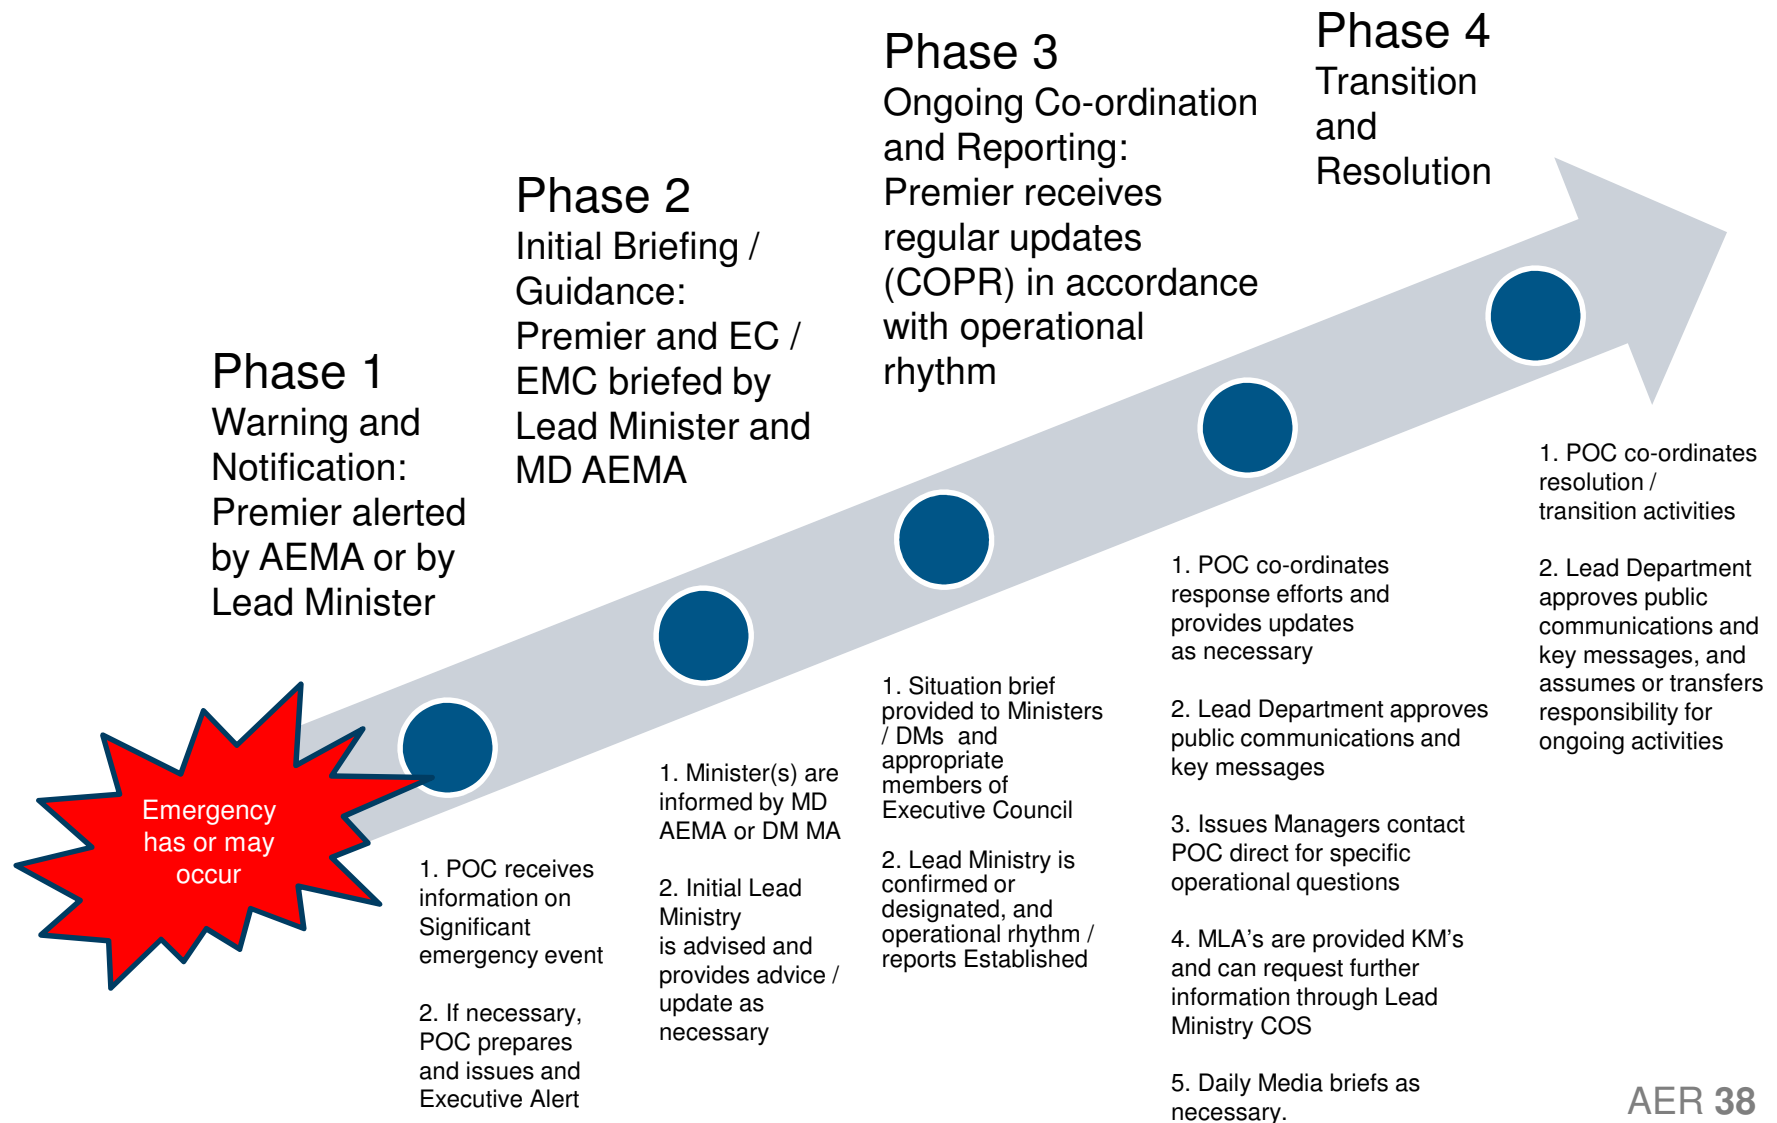 Phase 1
Warning and
Notification:
Premier alerted
by AEMA or by
Lead Minister
Phase 2
Initial Briefing /
Guidance:
Premier and EC /
EMC briefed by
Lead Minister and
MD AEMA
Phase 3
Ongoing Co-ordination
and Reporting:
Premier receives
regular updates
(COPR) in accordance
with operational
rhythm
Phase 4
Transition
and
Resolution
Emergency
has or may
occur
1. POC receives
information on
Significant
emergency event
2. If necessary,
POC prepares
and issues and
Executive Alert
1. Minister(s) are
informed by MD
AEMA or DM MA
2. Initial Lead
Ministry
is advised and
provides advice /
update as
necessary
1. Situation brief
provided to Ministers
/ DMs and
appropriate
members of
Executive Council
2. Lead Ministry is
confirmed or
designated, and
operational rhythm /
reports Established
1. POC co-ordinates
response efforts and
provides updates
as necessary
2. Lead Department approves
public communications and
key messages
3. Issues Managers contact
POC direct for specific
operational questions
4. MLA's are provided KM's
and can request further
information through Lead
Ministry COS
5. Daily Media briefs as
necessary.
1. POC co-ordinates
resolution /
transition activities
2. Lead Department
approves public
communications and
key messages, and
assumes or transfers
responsibility for
ongoing activities
AER 38